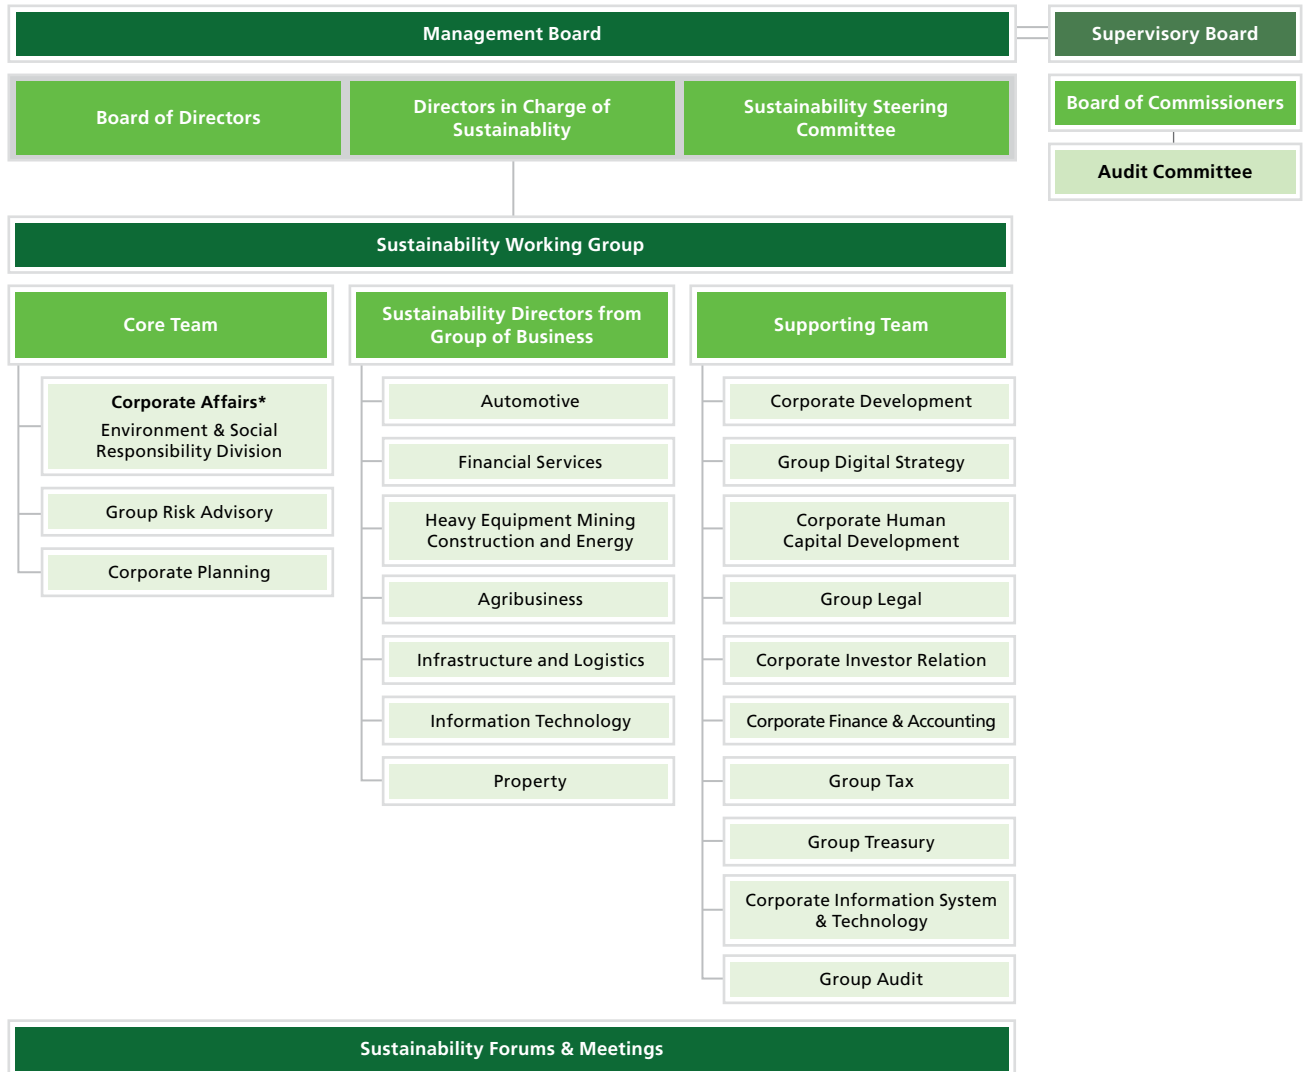 Management Board
Supervisory Board
Board of Directors
Directors in Charge of
Sustainablity
Sustainability Steering
Committee
Board of Commissioners
Audit Committee
Sustainability Working Group
Core Team
Corporate Affairs*
Environment & Social
Responsibility Division
Group Risk Advisory
Corporate Planning
Sustainability Directors from
Group of Business
Automotive
Financial Services
Heavy Equipment Mining
Construction and Energy
Agribusiness
Infrastructure and Logistics
Information Technology
Property
Supporting Team
Corporate Development
Group Digital Strategy
Corporate Human
Capital Development
Group Legal
Corporate Investor Relation
Corporate Finance & Accounting
Group Tax
Group Treasury
Corporate Information System
& Technology
Group Audit
Sustainability Forums & Meetings